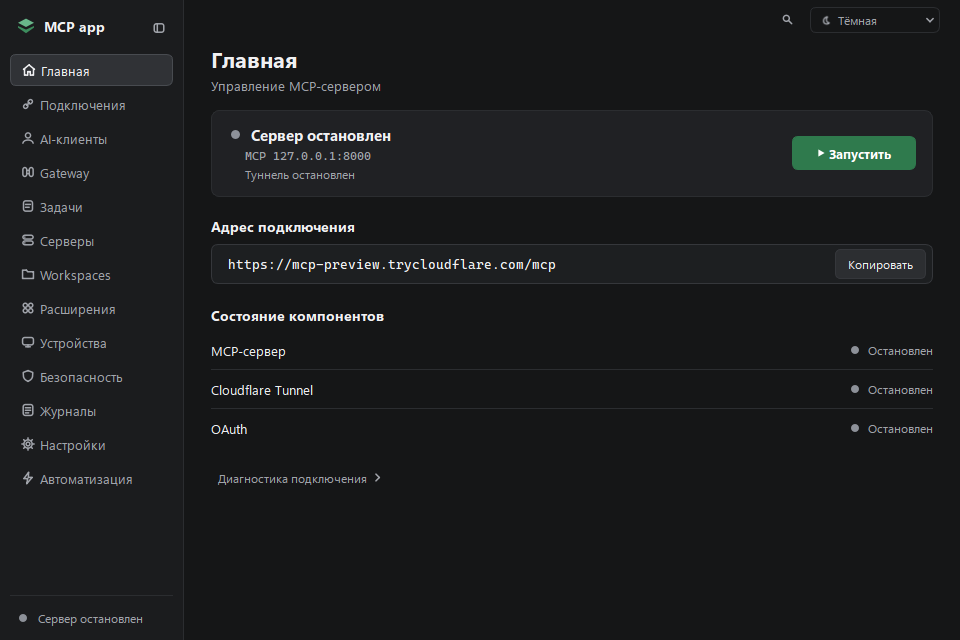 MCP app
Главная
Подключения
AI-клиенты
Gateway
Задачи
Серверы
Workspaces
Расширения
Устройства
Безопасность
Журналы
Настройки
Автоматизация
Сервер остановлен
Тёмная
Главная
Управление MCP-сервером
Сервер остановлен
MCP 127.0.0.1:8000
Туннель остановлен
Запустить
Адрес подключения
https://mcp-preview.trycloudflare.com/mcp
Копировать
Состояние компонентов
MCP-сервер Остановлен
Cloudflare Tunnel Остановлен
OAuth Остановлен
Диагностика подключения